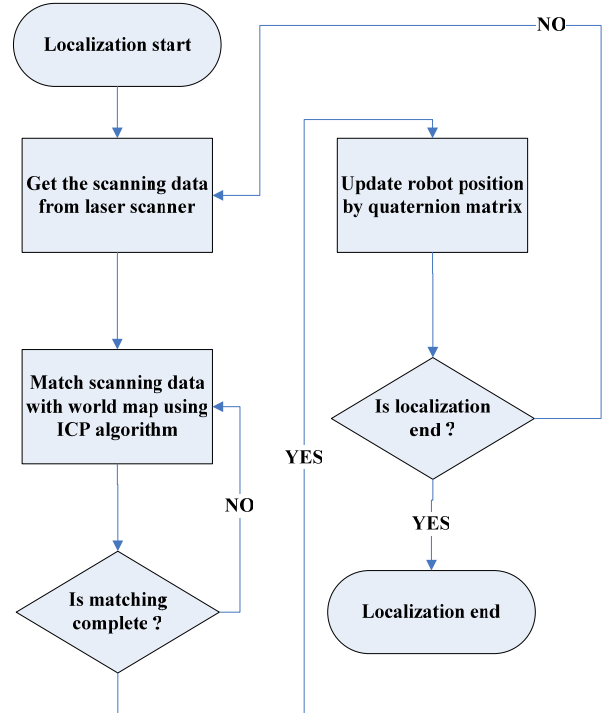 Localization start
Get the scanning data
from laser scanner
Match scanning data
with world map using
ICP algorithm
NO
Is matching
complete ?
YES
NO
Update robot position
by quaternion matrix
Is localization
end ?
YES
Localization end